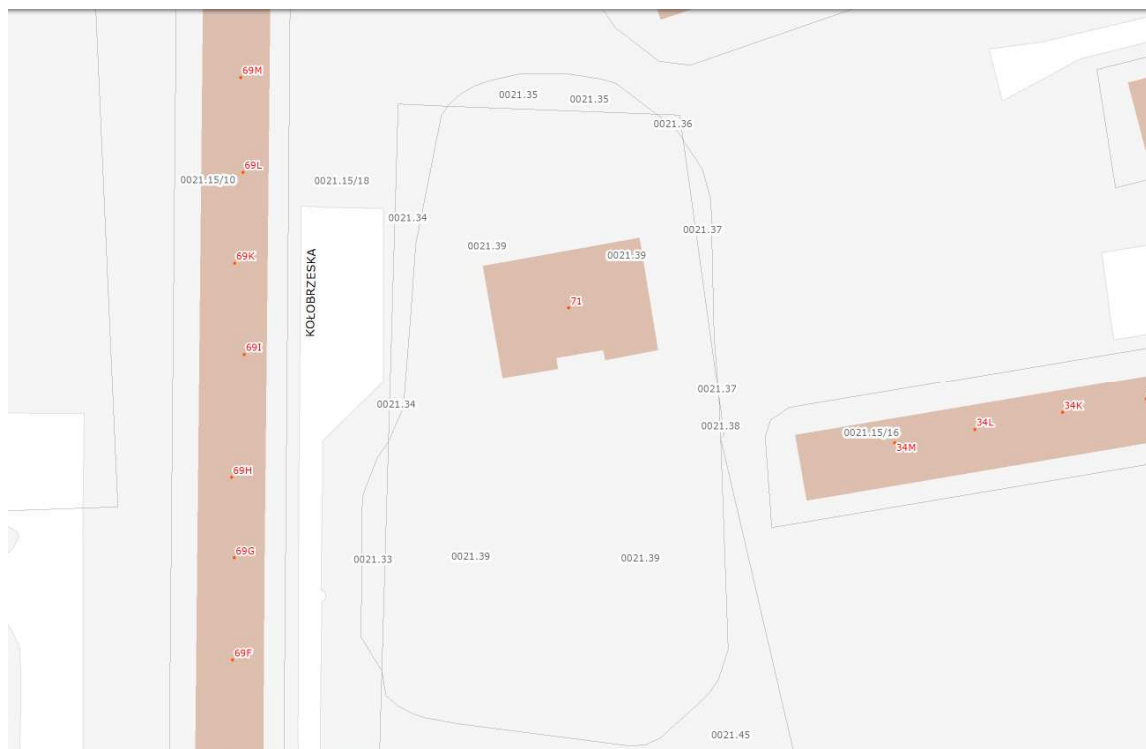 69M
0021.35
0021.35
0021.36
69L
0021.15/10
0021.15/18
0021.34
0021.37
0021.39
0021.39
69K
KOŁOBRZESKA
71
69I
0021.37
0021.34
34K
0021.38
34L
0021.15/16
34M
69H
69G
0021.33
0021.39
0021.39
69F
0021.45